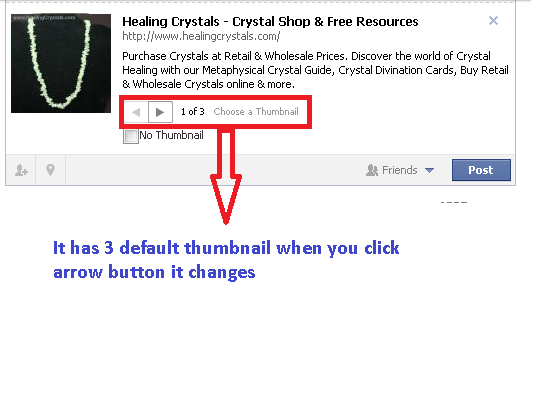 www.HealingCrystals.com
Healing Crystals - Crystal Shop & Free Resources
http://www.healingcrystals.com/
Purchase Crystals at Retail & Wholesale Prices. Discover the world of Crystal
Healing with our Metaphysical Crystal Guide, Crystal Divination Cards, Buy Retail
& Wholesale Crystals online & more.
1 of 3 Choose a Thumbnail
No Thumbnail
Friends Post
It has 3 default thumbnail when you click
arrow button it changes